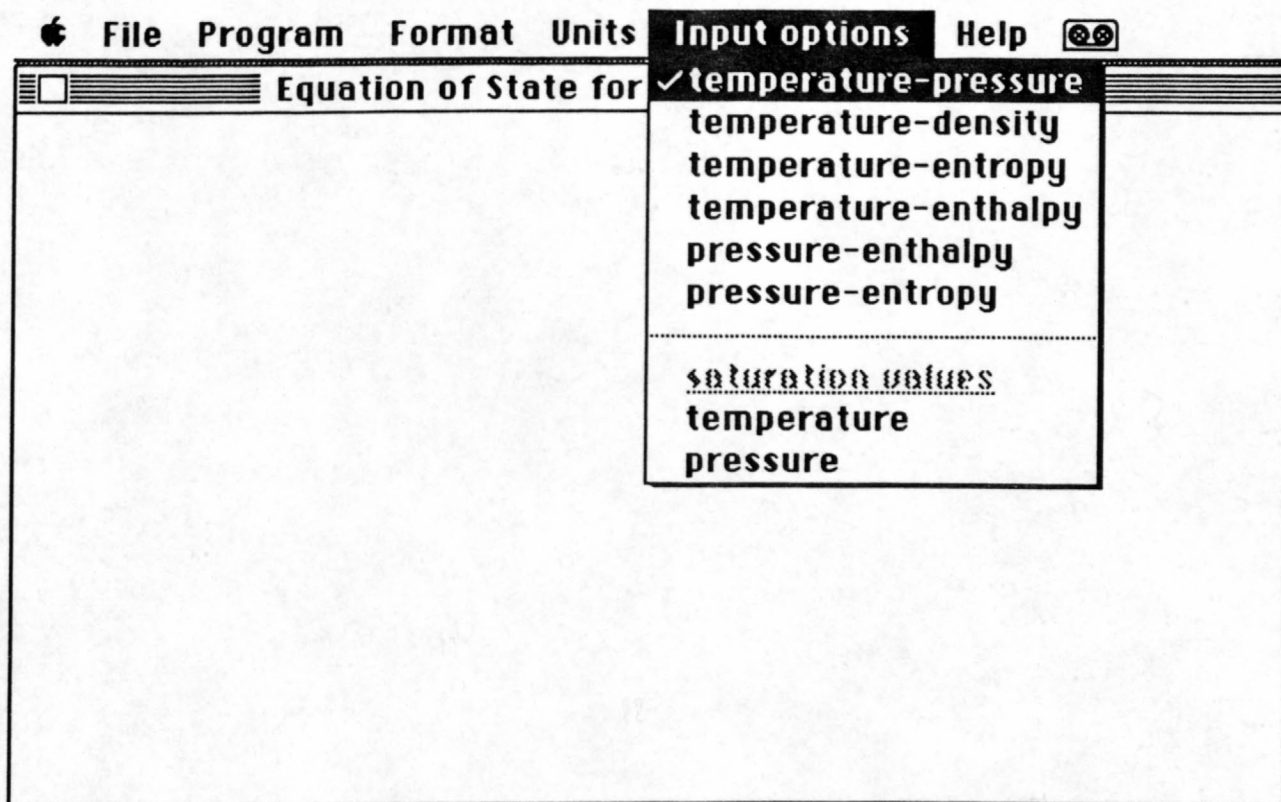 File Program Format Units Input options Help
Equation of State for
✓temperature-pressure
temperature-density
temperature-entropy
temperature-enthalpy
pressure-enthalpy
pressure-entropy
saturation values
temperature
pressure